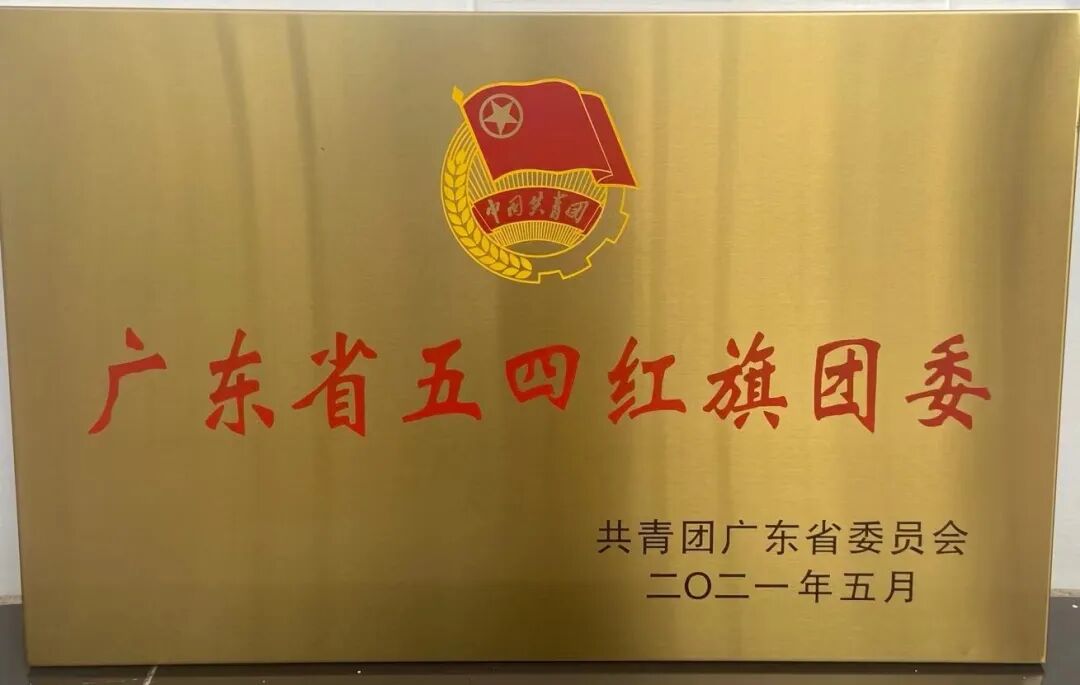 中国共青团
广东省五四红旗团委
共青团广东省委员会
二〇二一年五月